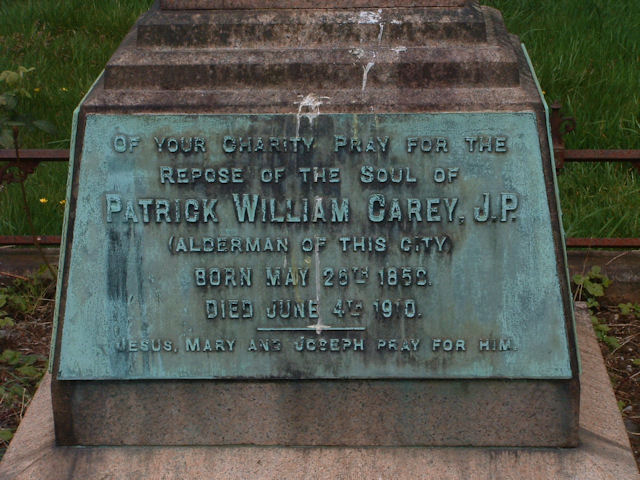 OF YOUR CHARITY PRAY FOR THE
REPOSE OF THE SOUL OF
PATRICK WILLIAM CAREY, J.P.
(ALDERMAN OF THIS CITY)
BORN MAY 26TH
DIED JUNE 4TH 1910.
JESUS, MARY AND JOSEPH PRAY FOR HIM.